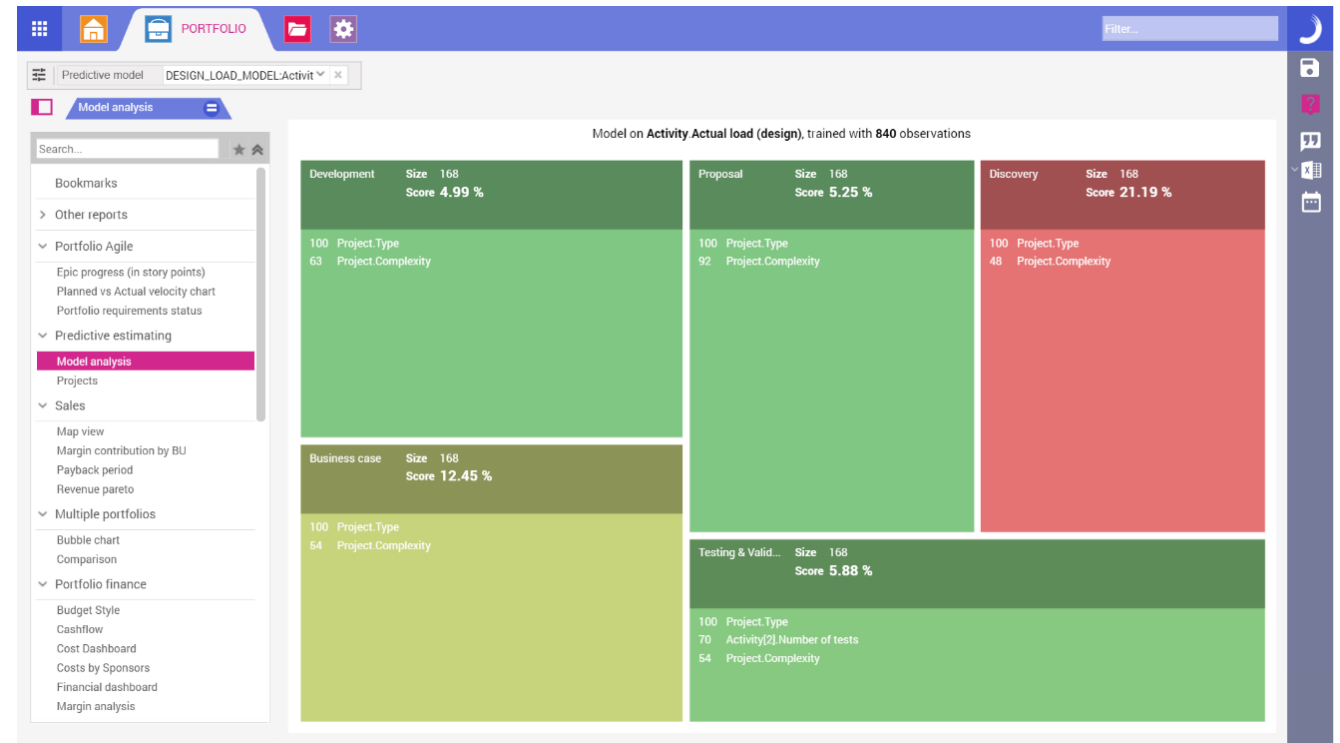 PORTFOLIO
Filter...
Predictive model DESIGN_LOAD_MODEL:Activit
Model analysis
Search...
Bookmarks
Other reports
Portfolio Agile
Epic progress (in story points)
Planned vs Actual velocity chart
Portfolio requirements status
Predictive estimating
Model analysis
Projects
Sales
Map view
Margin contribution by BU
Payback period
Revenue pareto
Multiple portfolios
Bubble chart
Comparison
Portfolio finance
Budget Style
Cashflow
Cost Dashboard
Costs by Sponsors
Financial dashboard
Margin analysis
Model on Activity.Actual load (design), trained with 840 observations
Development Size 168
Score 4.99 %
100 Project.Type
63 Project.Complexity
Proposal Size 168
Score 5.25 %
100 Project.Type
92 Project.Complexity
Discovery Size 168
Score 21.19 %
100 Project.Type
48 Project.Complexity
Business case Size 168
Score 12.45 %
100 Project.Type
54 Project.Complexity
Testing & Valid... Size 168
Score 5.88 %
100 Project.Type
70 Activity[2].Number of tests
54 Project.Complexity